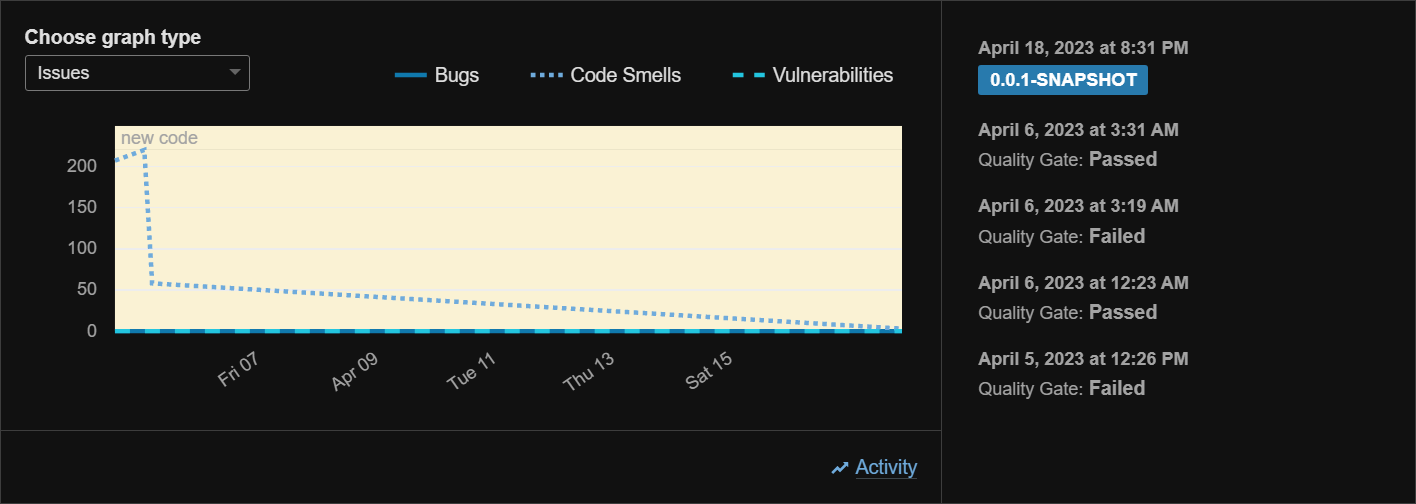 Choose graph type
Issues
Bugs
Code Smells
Vulnerabilities
new code
200
150
100
50
0
Fri 07
Apr 09
Tue 11
Thu 13
Sat 15
Activity
April 18, 2023 at 8:31 PM
0.0.1-SNAPSHOT
April 6, 2023 at 3:31 AM
Quality Gate: Passed
April 6, 2023 at 3:19 AM
Quality Gate: Failed
April 6, 2023 at 12:23 AM
Quality Gate: Passed
April 5, 2023 at 12:26 PM
Quality Gate: Failed